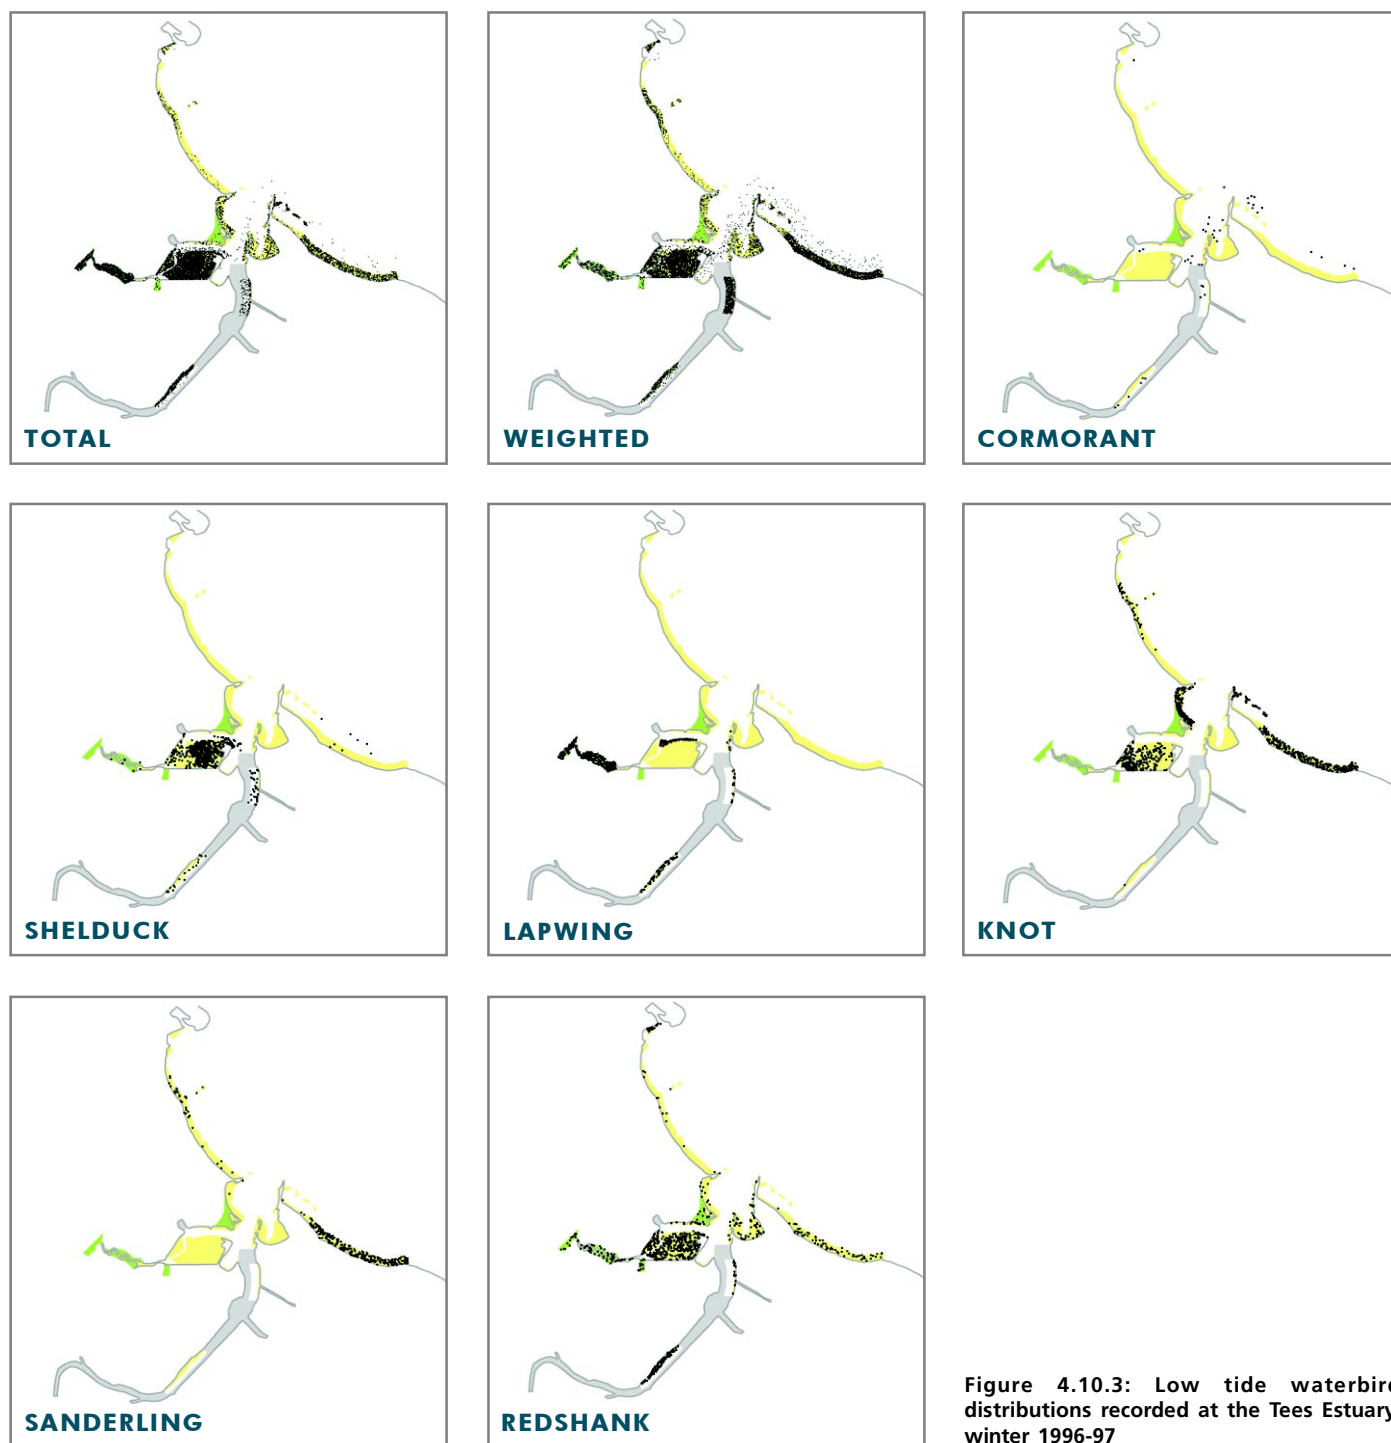 TOTAL
WEIGHTED
CORMORANT
SHELDUCK
LAPWING
KNOT
SANDERLING
REDSHANK
Figure 4.10.3: Low tide waterbird
distributions recorded at the Tees Estuary
winter 1996-97